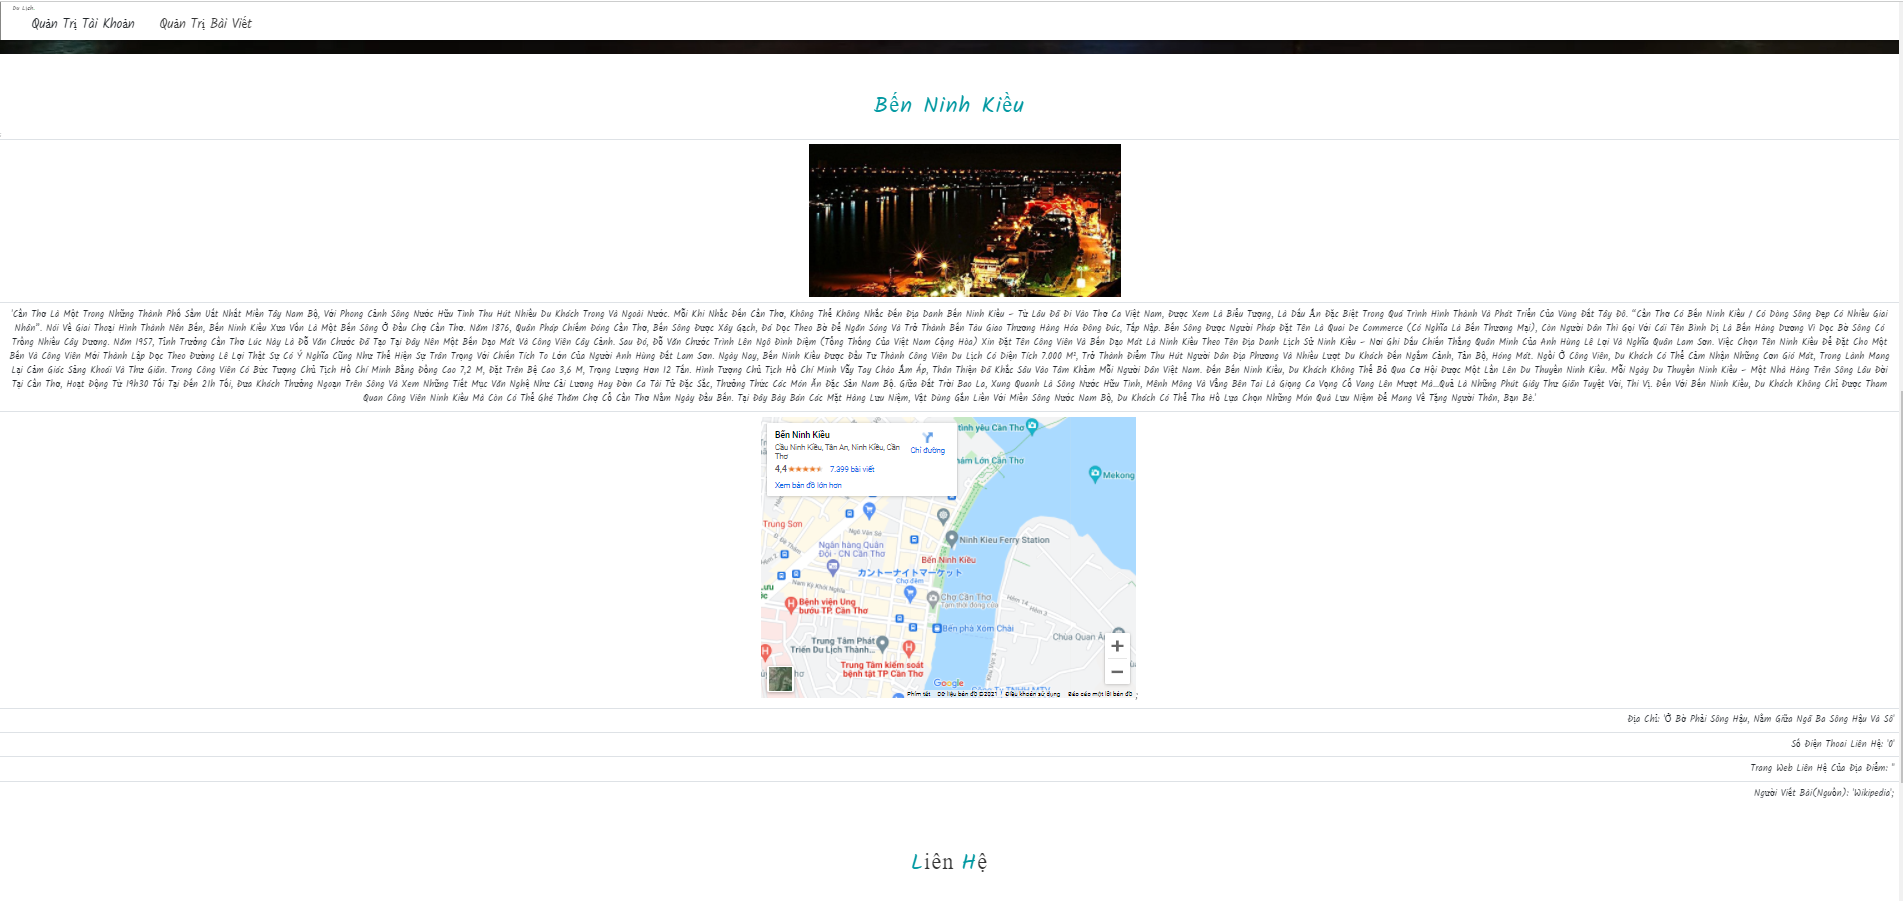 Du Lịch.
Quản Trị Tài Khoản Quản Trị Bài Viết
Bến Ninh Kiều
'Cần Thơ Là Một Trong Những Thành Phố Sầm Uất Nhất Miền Tây Nam Bộ, Với Phong Cảnh Sông Nước Hữu Tình Thu Hút Nhiều Du Khách Trong Và Ngoài Nước. Mỗi Khi Nhắc Đến Cần Thơ, Không Thể Không Nhắc Đến Địa Danh Bến Ninh Kiều – Từ Lâu Đã Đi Vào Thơ Ca Việt Nam, Được Xem Là Biểu Tượng, Là Dấu Ấn Đặc Biệt Trong Quá Trình Hình Thành Và Phát Triển Của Vùng Đất Tây Đô. “Cần Thơ Có Bến Ninh Kiều / Có Dòng Sông Đẹp Có Nhiều Giai
Nhân”. Nói Về Giai Thoại Hình Thành Nên Bến, Bến Ninh Kiều Xưa Vốn Là Một Bến Sông Ở Đầu Chợ Cần Thơ. Năm 1876, Quân Pháp Chiếm Đóng Cần Thơ, Bến Sông Được Xây Gạch, Đá Dọc Theo Bờ Để Ngăn Sóng Và Trở Thành Bến Tàu Giao Thương Hàng Hóa Đông Đúc, Tấp Nập. Bến Sông Được Người Pháp Đặt Tên Là Quai De Commerce (Có Nghĩa Là Bến Thương Mại), Còn Người Dân Thì Gọi Với Cái Tên Bình Dị Là Bến Hàng Dương Vì Dọc Bờ Sông Có
Trồng Nhiều Cây Dương. Năm 1957, Tỉnh Trưởng Cần Thơ Lúc Này Là Đỗ Văn Chước Đã Tạo Tại Đây Nên Một Bến Dạo Mát Và Công Viên Cây Cảnh. Sau Đó, Đỗ Văn Chước Trình Lên Ngô Đình Diệm (Tổng Thống Của Việt Nam Cộng Hòa) Xin Đặt Tên Công Viên Và Bến Dạo Mát Là Ninh Kiều Theo Tên Địa Danh Lịch Sử Ninh Kiều – Nơi Ghi Dấu Chiến Thắng Quân Minh Của Anh Hùng Lê Lợi Và Nghĩa Quân Lam Sơn. Việc Chọn Tên Ninh Kiều Để Đặt Cho Một
Bến Và Công Viên Mới Thành Lập Dọc Theo Đường Lê Lợi Thật Sự Có Ý Nghĩa Cũng Như Thể Hiện Sự Trân Trọng Với Chiến Tích To Lớn Của Người Anh Hùng Đất Lam Sơn. Ngày Nay, Bến Ninh Kiều Được Đầu Tư Thành Công Viên Du Lịch Có Diện Tích 7.000 M², Trở Thành Điểm Thu Hút Người Dân Địa Phương Và Nhiều Lượt Du Khách Đến Ngắm Cảnh, Tản Bộ, Hóng Mát. Ngồi Ở Công Viên, Du Khách Có Thể Cảm Nhận Những Cơn Gió Mát, Trong Lành Mang
Lại Cảm Giác Sảng Khoái Và Thư Giãn. Trong Công Viên Có Bức Tượng Chủ Tịch Hồ Chí Minh Bằng Đồng Cao 7,2 M, Đặt Trên Bệ Cao 3,6 M, Trọng Lượng Hơn 12 Tấn. Hình Tượng Chủ Tịch Hồ Chí Minh Vẫy Tay Chào Ấm Áp, Thân Thiện Đã Khắc Sâu Vào Tâm Khảm Mỗi Người Dân Việt Nam. Đến Bến Ninh Kiều, Du Khách Không Thể Bỏ Qua Cơ Hội Được Một Lần Lên Du Thuyền Ninh Kiều. Mỗi Ngày Du Thuyền Ninh Kiều – Một Nhà Hàng Trên Sông Lâu Đời
Tại Cần Thơ, Hoạt Động Từ 19h30 Tối Tại Đến 21h Tối, Đưa Khách Thưởng Ngoạn Trên Sông Và Xem Những Tiết Mục Văn Nghệ Như Cải Lương Hay Đờn Ca Tài Tử Đặc Sắc, Thưởng Thức Các Món Ăn Đặc Sản Nam Bộ. Giữa Đất Trời Bao La, Xung Quanh Là Sông Nước Hữu Tình, Mênh Mông Và Vẳng Bên Tai Là Giọng Ca Vọng Cổ Vang Lên Mượt Mà…Quả Là Những Phút Giây Thư Giãn Tuyệt Vời, Thi Vị. Đến Với Bến Ninh Kiều, Du Khách Không Chỉ Được Tham
Quan Công Viên Ninh Kiều Mà Còn Có Thể Ghé Thăm Chợ Cổ Cần Thơ Nằm Ngay Đầu Bến. Tại Đây Bày Bán Các Mặt Hàng Lưu Niệm, Vật Dùng Gắn Liền Với Miền Sông Nước Nam Bộ, Du Khách Có Thể Tha Hồ Lựa Chọn Những Món Quà Lưu Niệm Để Mang Về Tặng Người Thân, Bạn Bè.'
Bến Ninh Kiều
Cầu Ninh Kiều, Tân An, Ninh Kiều, Cần
Thơ
Chỉ đường
4,4 7.399 bài viết
Xem bản đồ lớn hơn
tình yêu Cần Thơ
hám Lớn Cần Thơ
Mekong
Trung Sơn
Ngô Văn Sở
Ngân hàng Quân
Đội - CN Cần Thơ
Ninh Kieu Ferry Station
Bến Ninh Kiều
カントーナイトマーケット
Chợ đêm
Nam Kỳ Khởi Nghĩa
Chợ Cần Thơ
Tạm thời đóng cửa
Hẻm 14, Hẻm 3
Bệnh viện Ung
bướu TP. Cần Thơ
Bến phà Xóm Chài
Chùa Quan Â
Trung Tâm Phát
Triển Du Lịch Thành...
Trung Tâm kiểm soát
bệnh tật TP Cần Thơ
Google
Công Ty TNHH MTV
Phím tắt Dữ liệu bản đồ ©2021 Điều khoản sử dụng Báo cáo một lỗi bản đồ ;
Địa Chỉ: 'Ở Bờ Phải Sông Hậu, Nằm Giữa Ngã Ba Sông Hậu Và Sô'
Số Điện Thoại Liên Hệ: '0'
Trang Web Liên Hệ Của Địa Điểm: ''
Người Viết Bài(Nguồn): 'Wikipedia';
Liên Hệ